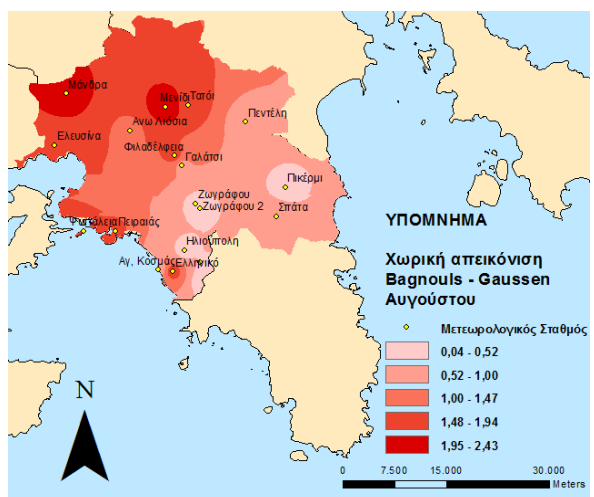 Μάνδρα
Μενίδι
Τατόι
Πεντέλη
Ανω Λιόσια
Ελευσίνα
Φιλαδέλφεια
Γαλάτσι
Πικέρμι
Ζωγράφου
Ζωγράφου 2
Σπάτα
Πειραιάς
Ηλιούπολη
Αγ. Κοσμάς
Ελληνικό
ΥΠΟΜΝΗΜΑ
Χωρική απεικόνιση
Bagnouls - Gaussen
Αυγούστου
Μετεωρολογικός Σταθμός
0,04 - 0,52
0,52 - 1,00
1,00 - 1,47
1,48 - 1,94
1,95 - 2,43
N
0 7.500 15.000 30.000
Meters